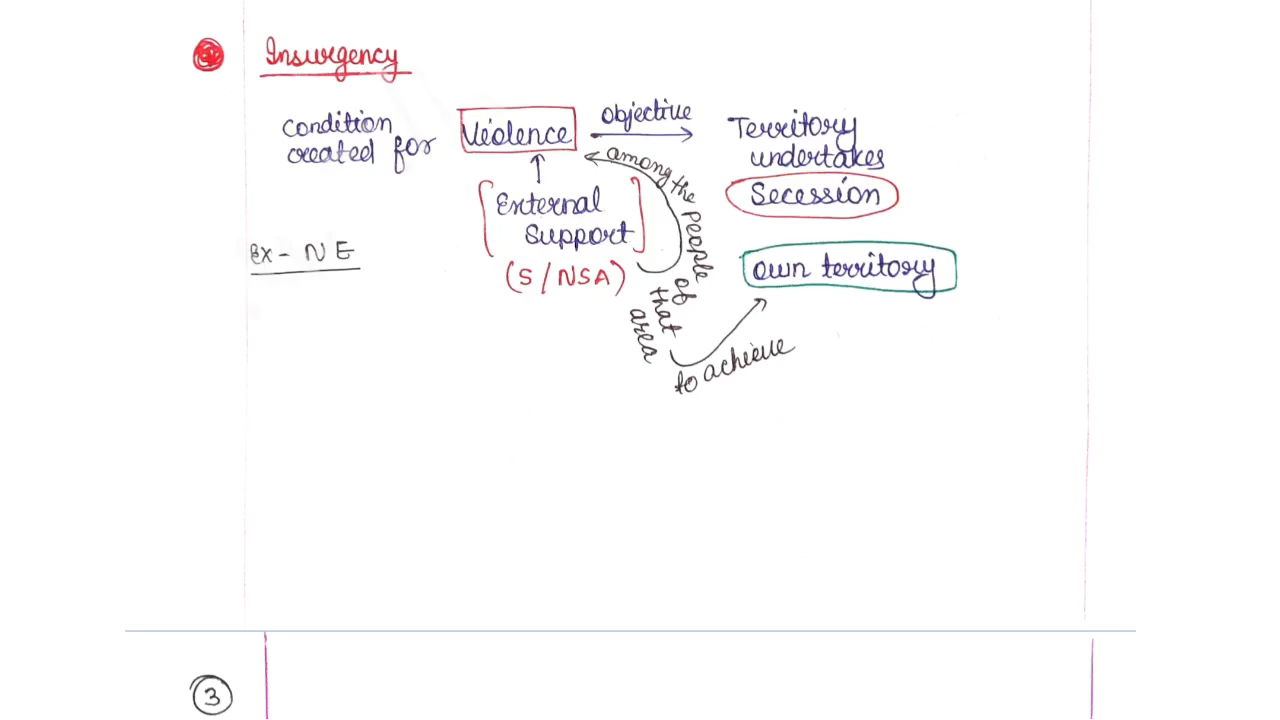 Insurgency
condition
created for
Violence
objective
Territory
undertakes
Secession
External
Support
(S/NSA)
among the people of
that
area
to achieve
own territory
Ex - NE
3